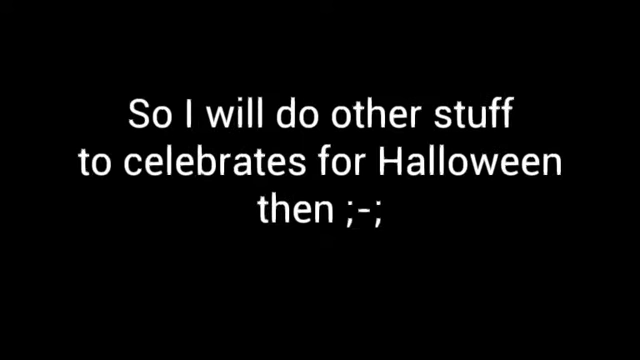 So I will do other stuff
to celebrates for Halloween
then ;-;